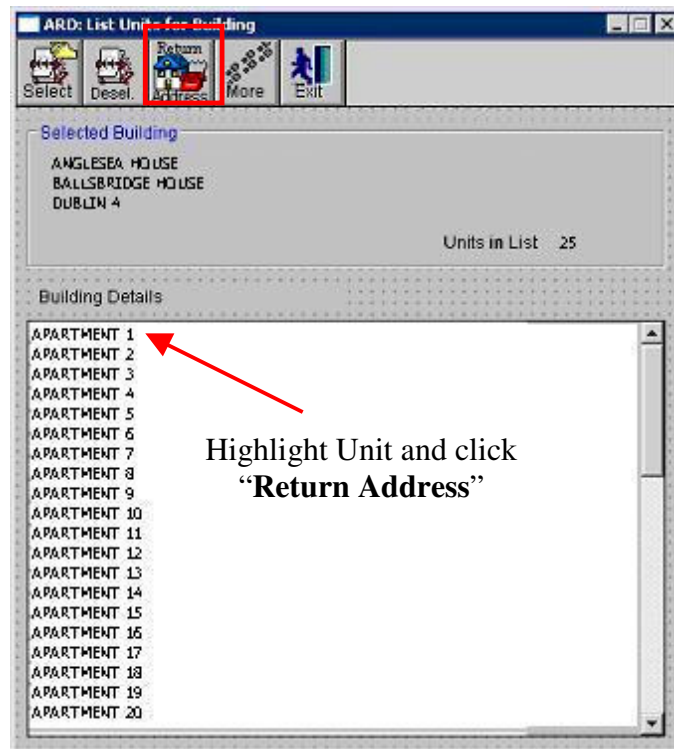 ARD: List Units for Building
Select
Desel.
Return
Address
More
Exit
Selected Building
ANGLESEA HOUSE
BALLSBRIDGE HOUSE
DUBLIN 4
Units in List 25
Building Details
APARTMENT 1
APARTMENT 2
APARTMENT 3
APARTMENT 4
APARTMENT 5
APARTMENT 6
APARTMENT 7
APARTMENT 8
APARTMENT 9
APARTMENT 10
APARTMENT 11
APARTMENT 12
APARTMENT 13
APARTMENT 14
APARTMENT 15
APARTMENT 16
APARTMENT 17
APARTMENT 18
APARTMENT 19
APARTMENT 20
Highlight Unit and click
“Return Address”